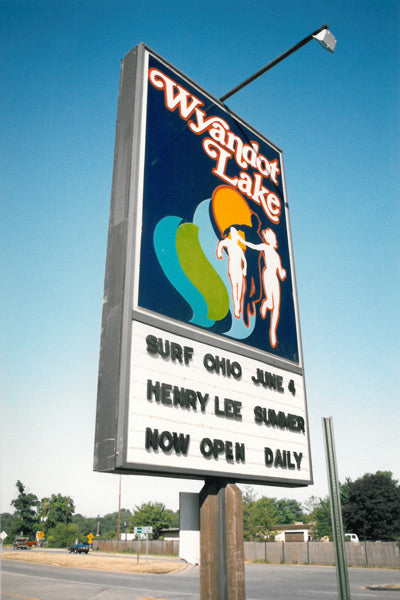 Wyandot
Lake
SURF OHIO JUNE 4
HENRY LEE SUMMER
NOW OPEN DAILY